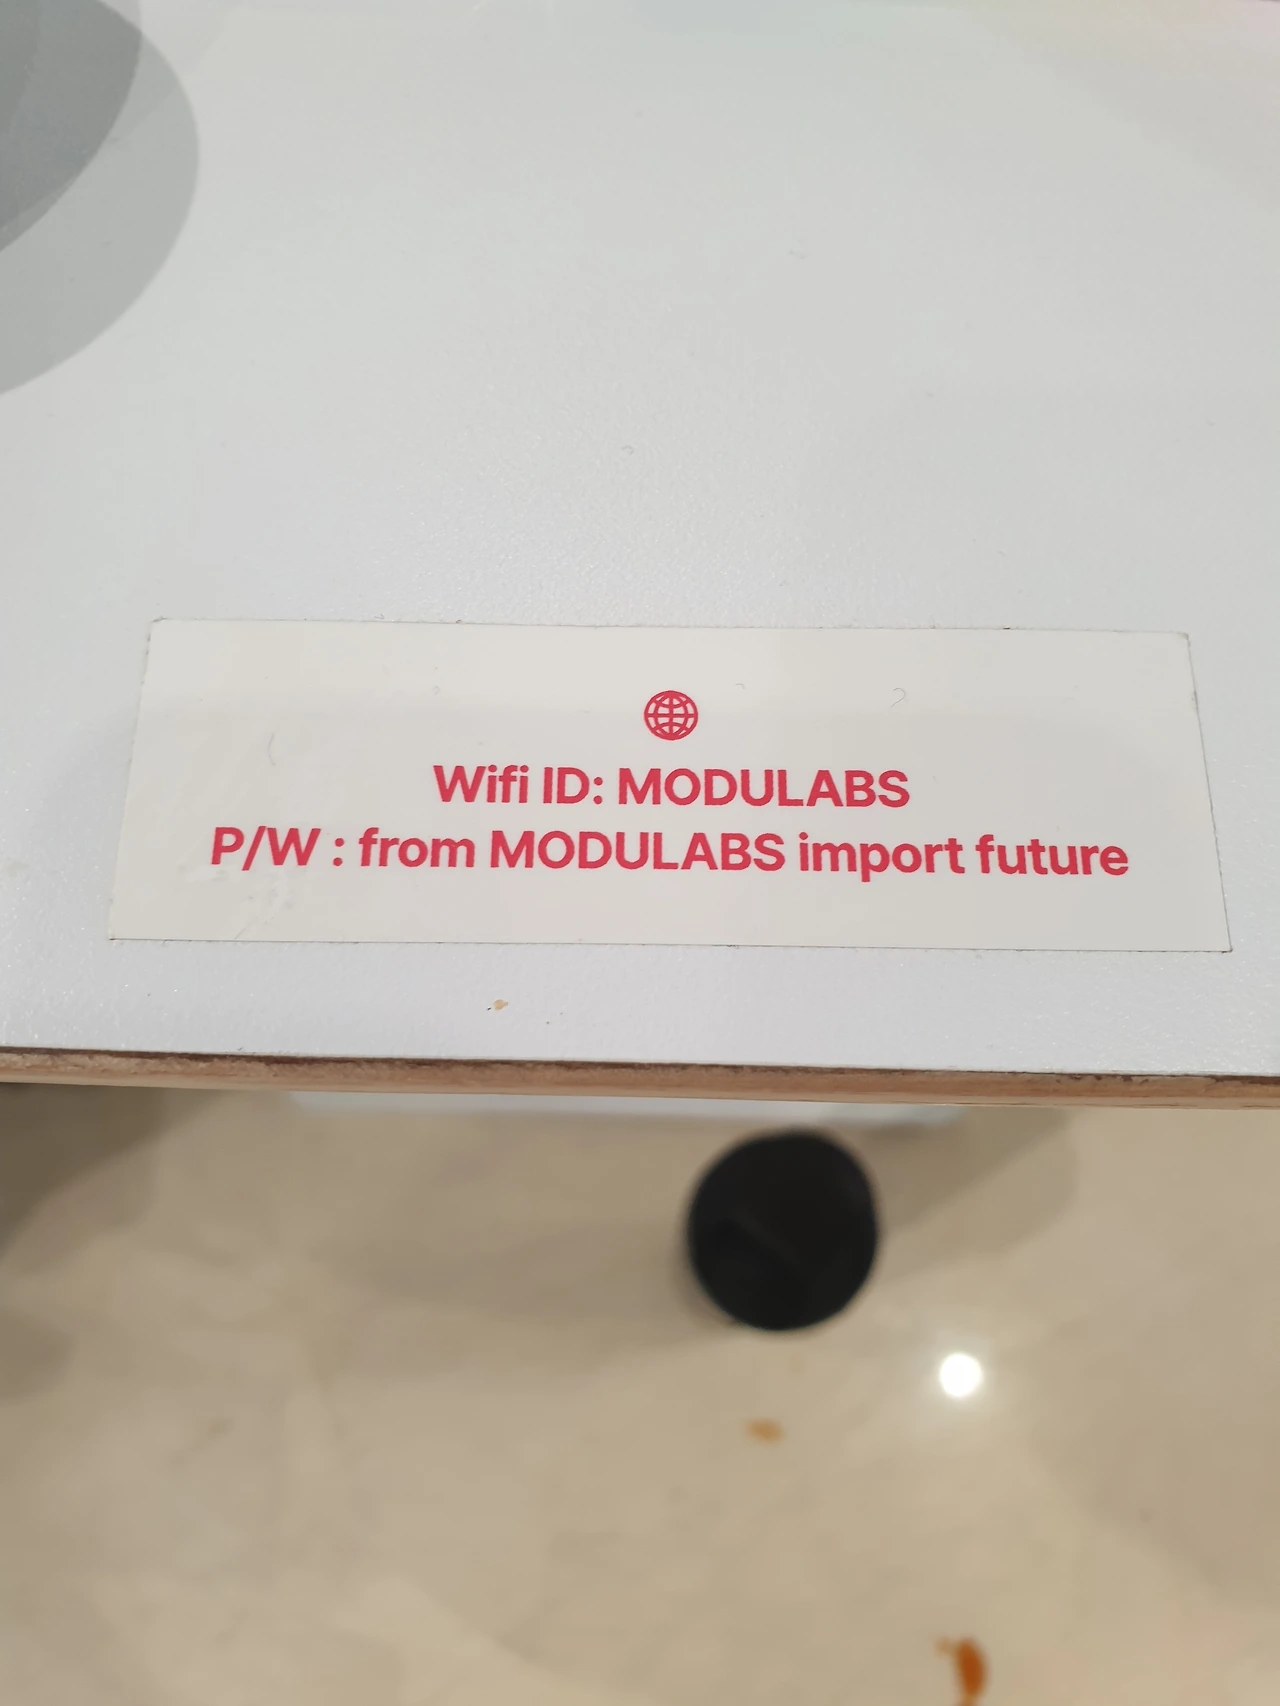 Wifi ID: MODULABS
P/W : from MODULABS import future